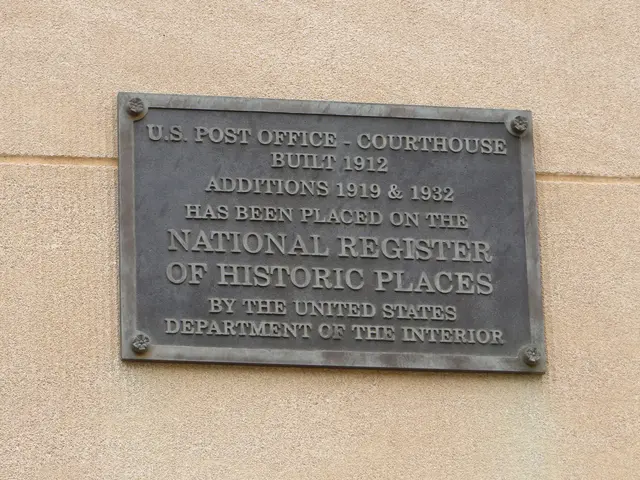 U.S. POST OFFICE - COURTHOUSE
BUILT 1912
ADDITIONS 1919 & 1932
HAS BEEN PLACED ON THE
NATIONAL REGISTER
OF HISTORIC PLACES
BY THE UNITED STATES
DEPARTMENT OF THE INTERIOR